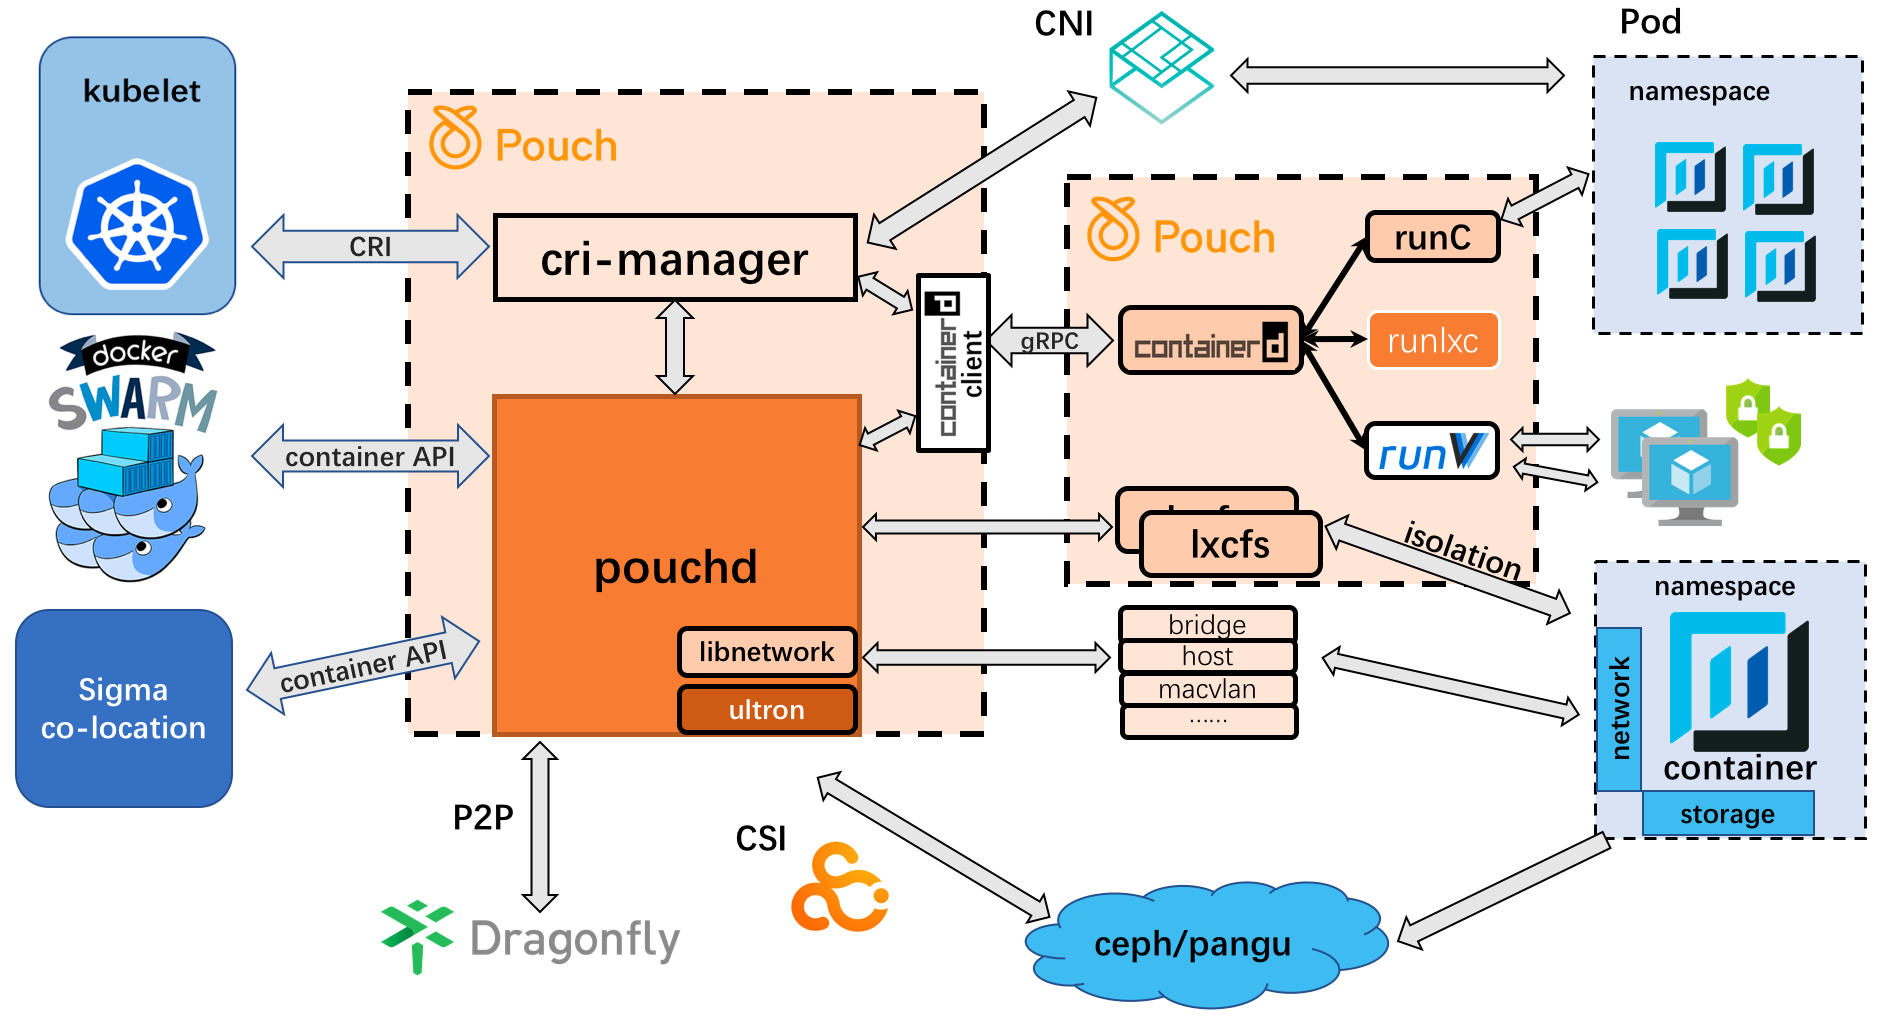 CNI
Pod
kubelet
namespace
Pouch
CRI
cri-manager
Pouch
runC
containerd
client
gRPC
containerd
runlxc
docker
SWARM
container API
runV
lxcfs
isolation
pouchd
namespace
bridge
host
macvlan
......
libnetwork
ultron
container API
Sigma
co-location
network
container
storage
P2P
CSI
Dragonfly
ceph/pangu